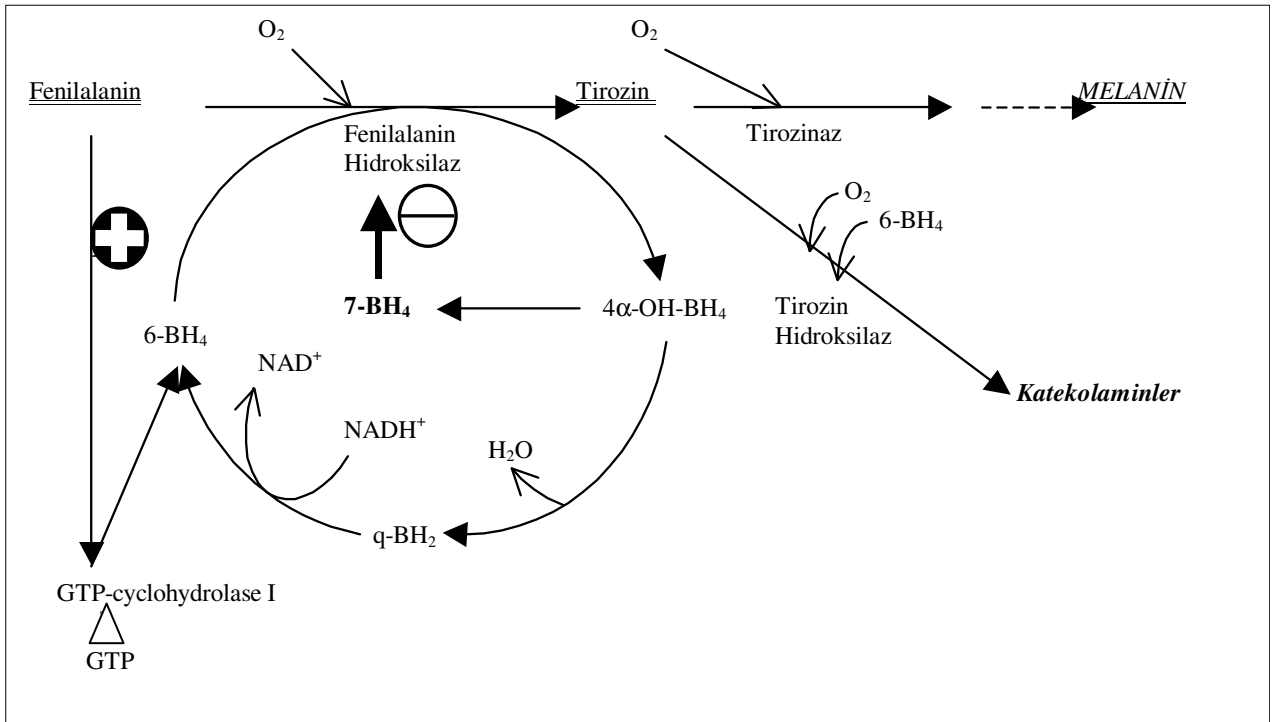 O₂
O₂
Fenilalanin
Tirozin
MELANİN
Fenilalanin
Hidroksilaz
Tirozinaz
O₂
6-BH₄
7-BH₄
4α-OH-BH₄
Tirozin
Hidroksilaz
6-BH₄
NAD⁺
Katekolaminler
NADH⁺
H₂O
q-BH₂
GTP-cyclohydrolase I
GTP